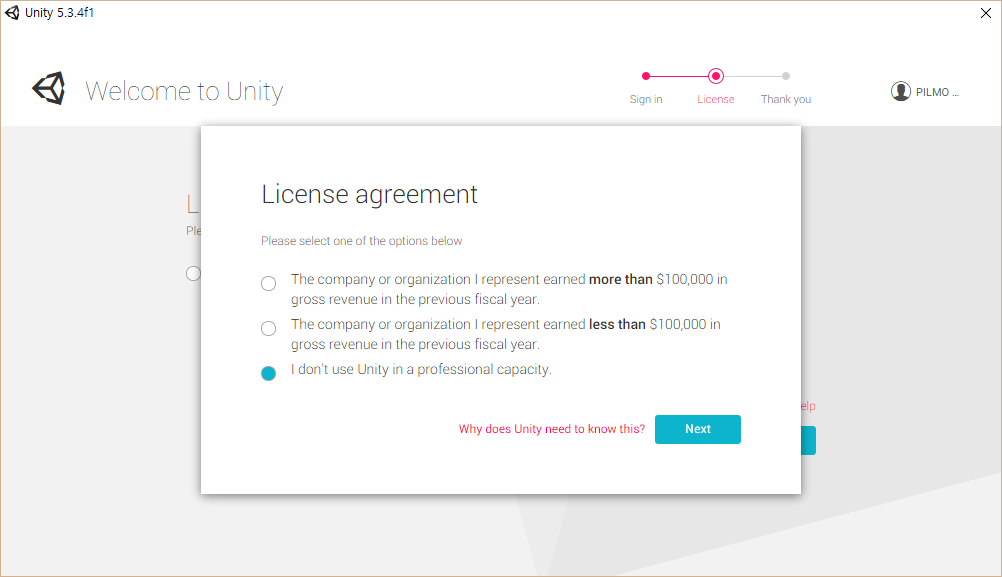 Unity 5.3.4f1
Welcome to Unity
Sign in
License
Thank you
PILMO ...
License agreement
Please select one of the options below
The company or organization I represent earned more than $100,000 in
gross revenue in the previous fiscal year.
The company or organization I represent earned less than $100,000 in
gross revenue in the previous fiscal year.
I don't use Unity in a professional capacity.
Why does Unity need to know this?
Next